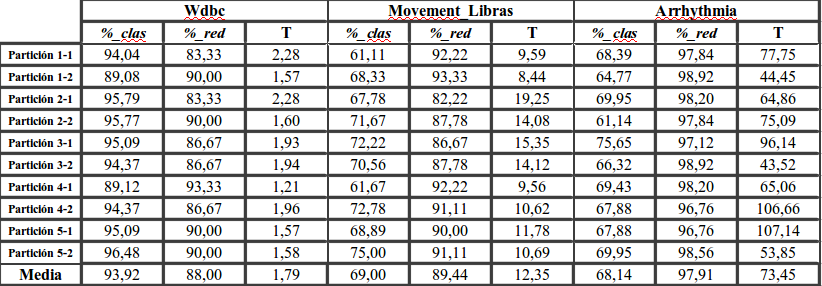 Wdbc Movement_Libras Arrhythmia
%_clas %_red T %_clas %_red T %_clas %_red T
Partición 1-1 94,04 83,33 2,28 61,11 92,22 9,59 68,39 97,84 77,75
Partición 1-2 89,08 90,00 1,57 68,33 93,33 8,44 64,77 98,92 44,45
Partición 2-1 95,79 83,33 2,28 67,78 82,22 19,25 69,95 98,20 64,86
Partición 2-2 95,77 90,00 1,60 71,67 87,78 14,08 61,14 97,84 75,09
Partición 3-1 95,09 86,67 1,93 72,22 86,67 15,35 75,65 97,12 96,14
Partición 3-2 94,37 86,67 1,94 70,56 87,78 14,12 66,32 98,92 43,52
Partición 4-1 89,12 93,33 1,21 61,67 92,22 9,56 69,43 98,20 65,06
Partición 4-2 94,37 86,67 1,96 72,78 91,11 10,62 67,88 96,76 106,66
Partición 5-1 95,09 90,00 1,57 68,89 90,00 11,78 67,88 96,76 107,14
Partición 5-2 96,48 90,00 1,58 75,00 91,11 10,69 69,95 98,56 53,85
Media 93,92 88,00 1,79 69,00 89,44 12,35 68,14 97,91 73,45